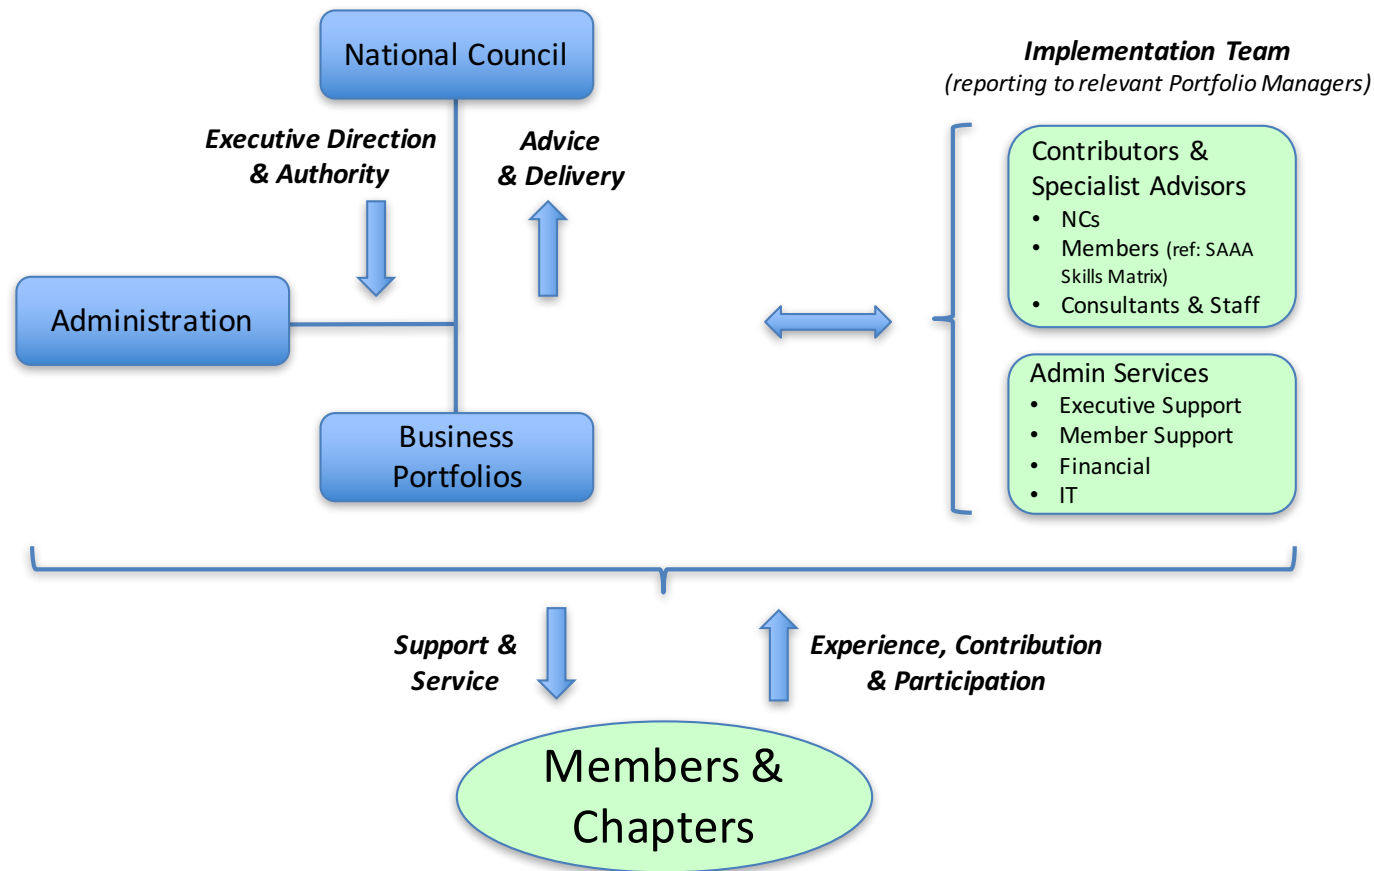 National Council
Implementation Team
(reporting to relevant Portfolio Managers)
Executive Direction
& Authority
Advice
& Delivery
Contributors &
Specialist Advisors
• NCs
• Members (ref: SAAA
Skills Matrix)
• Consultants & Staff
Administration
Admin Services
• Executive Support
• Member Support
• Financial
• IT
Business
Portfolios
Support &
Service
Experience, Contribution
& Participation
Members &
Chapters